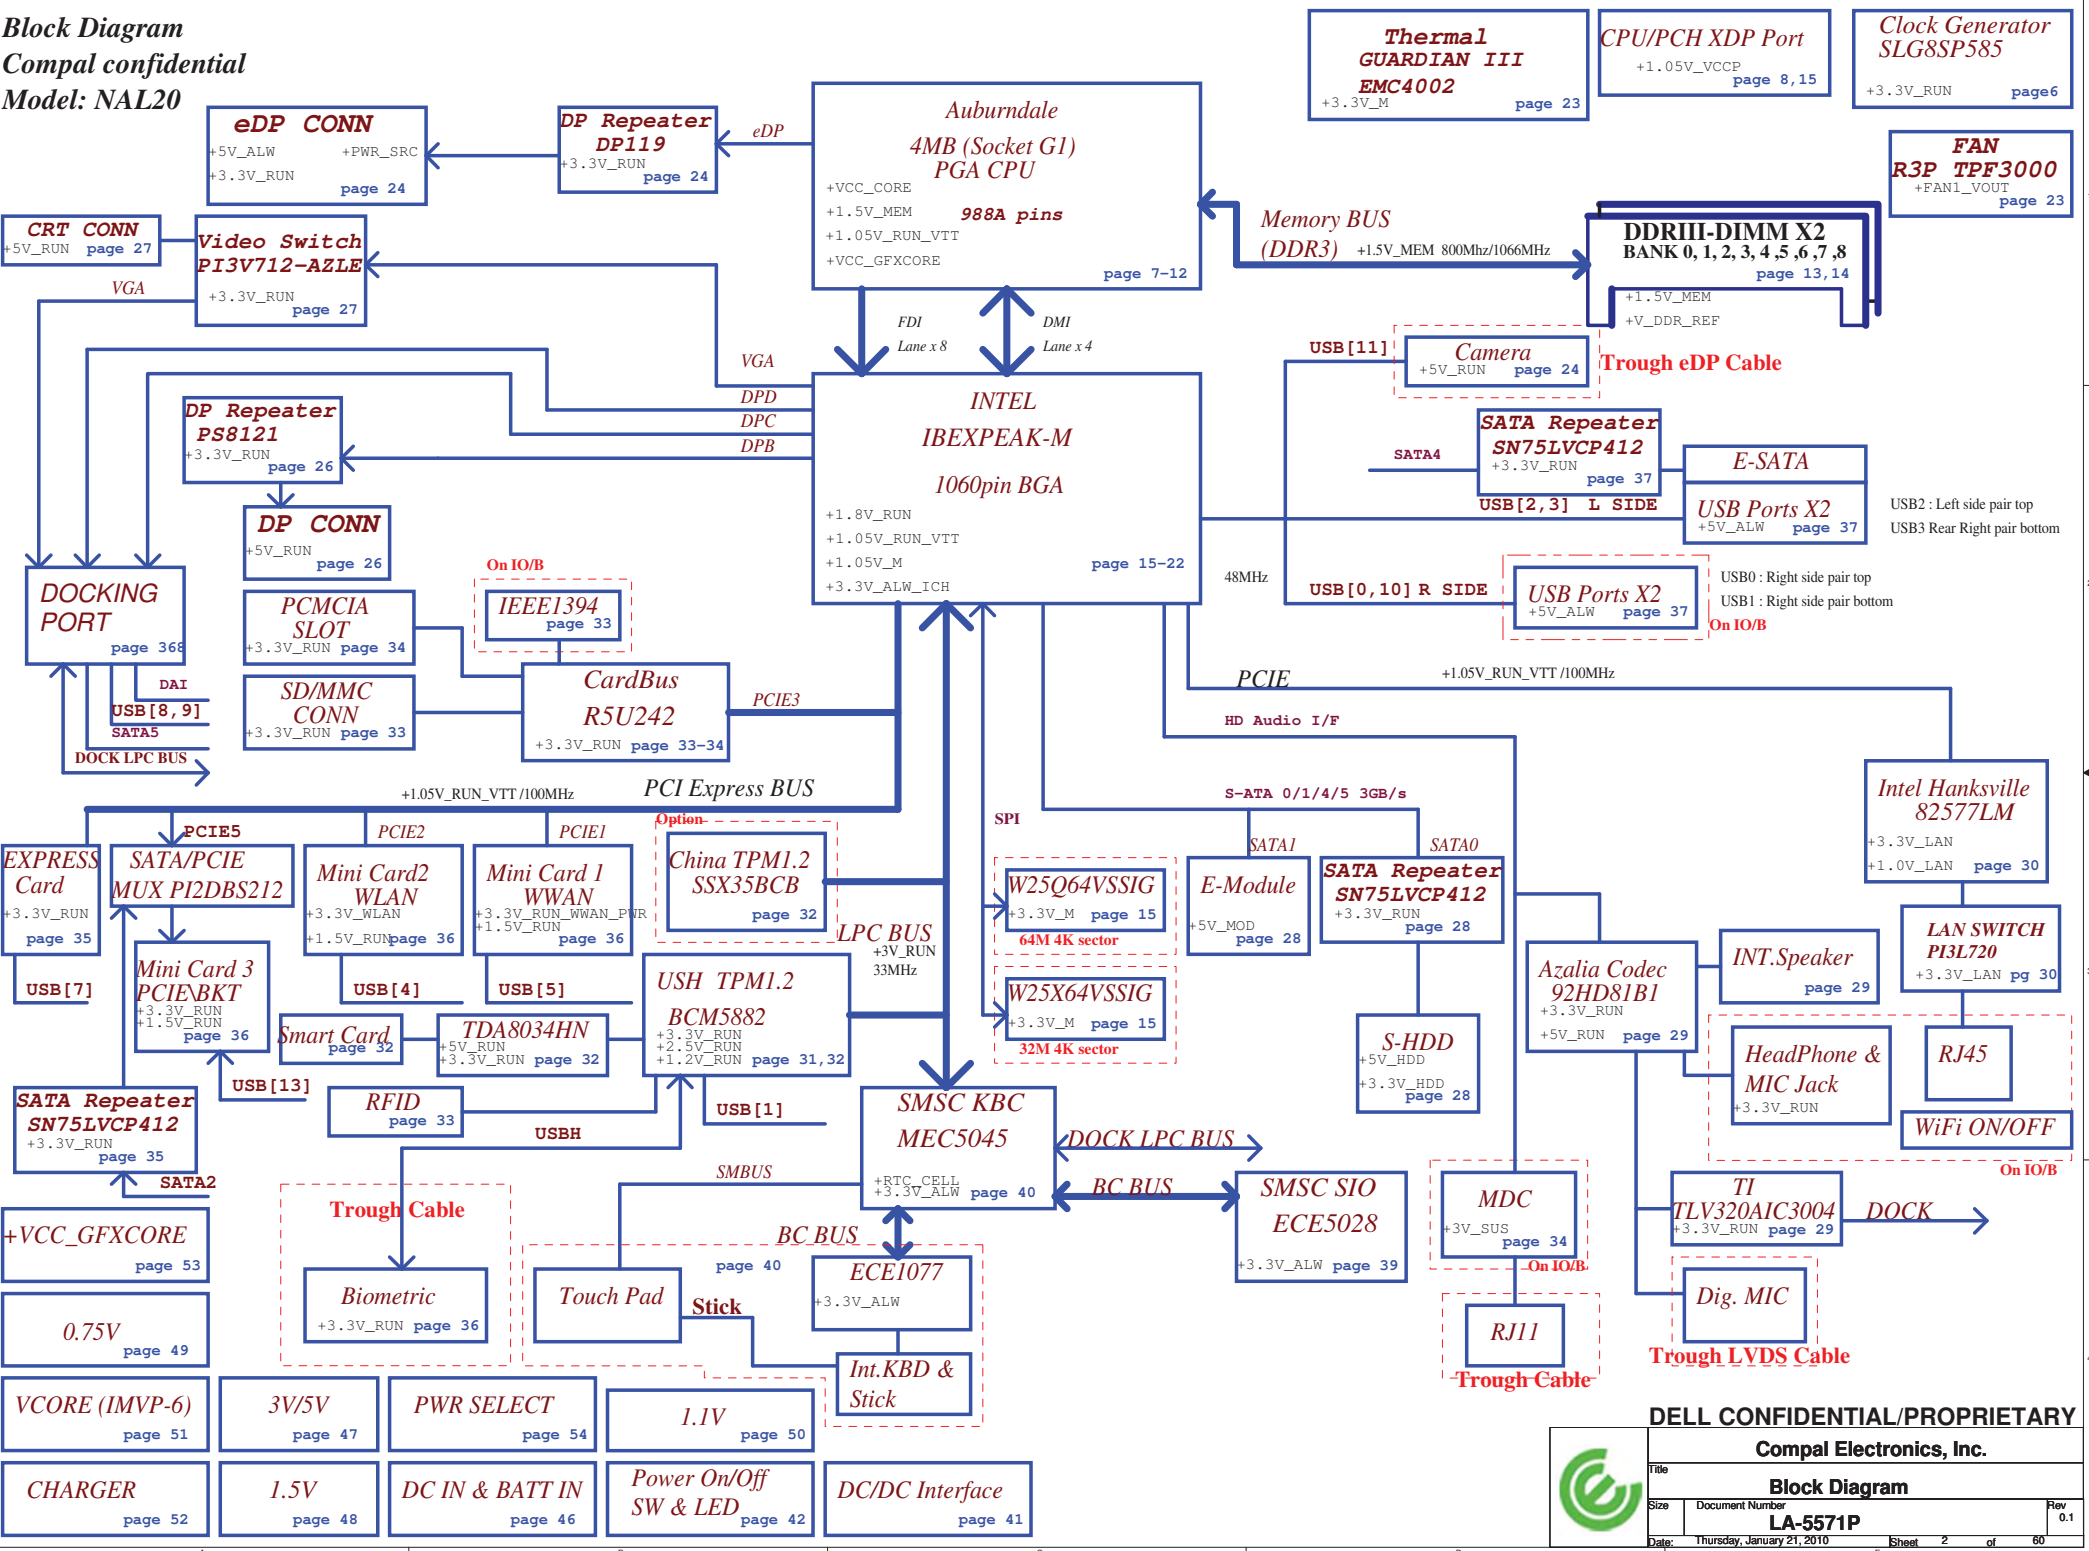 Block Diagram
Compal confidential
Model: NAL20
eDP CONN
+5V_ALW +PWR_SRC
+3.3V_RUN
page 24
DP Repeater
DP119
+3.3V_RUN
page 24
eDP
Auburndale
4MB (Socket G1)
PGA CPU
+VCC_CORE
+1.5V_MEM 988A pins
+1.05V_RUN_VTT
+VCC_GFXCORE
page 7-12
Thermal
GUARDIAN III
EMC4002
+3.3V_M page 23
CPU/PCH XDP Port
+1.05V_VCCP
page 8,15
Clock Generator
SLG8SP585
+3.3V_RUN page6
FAN
R3P TPF3000
+FAN1_VOUT
page 23
CRT CONN
+5V_RUN page 27
Video Switch
PI3V712-AZLE
+3.3V_RUN
page 27
VGA
Memory BUS
(DDR3) +1.5V_MEM 800Mhz/1066MHz
DDRIII-DIMM X2
BANK 0, 1, 2, 3, 4 ,5 ,6 ,7 ,8
page 13,14
+1.5V_MEM
+V_DDR_REF
FDI
Lane x 8
DMI
Lane x 4
VGA
DPD
DPC
DPB
INTEL
IBEXPEAK-M
1060pin BGA
+1.8V_RUN
+1.05V_RUN_VTT
+1.05V_M
+3.3V_ALW_ICH
page 15-22
USB[11]
Camera
+5V_RUN page 24
Trough eDP Cable
DP Repeater
PS8121
+3.3V_RUN
page 26
DP CONN
+5V_RUN
page 26
SATA4
SATA Repeater
SN75LVCP412
+3.3V_RUN
page 37
E-SATA
USB[2,3] L SIDE
USB Ports X2
+5V_ALW page 37
USB2 : Left side pair top
USB3 Rear Right pair bottom
48MHz
USB[0,10] R SIDE
USB Ports X2
+5V_ALW page 37
USB0 : Right side pair top
USB1 : Right side pair bottom
On IO/B
DOCKING
PORT
page 368
DAI
USB[8,9]
SATA5
DOCK LPC BUS
PCMCIA
SLOT
+3.3V_RUN page 34
On IO/B
IEEE1394
page 33
SD/MMC
CONN
+3.3V_RUN page 33
CardBus
R5U242
+3.3V_RUN page 33-34
PCIE3
PCIE
+1.05V_RUN_VTT /100MHz
HD Audio I/F
+1.05V_RUN_VTT /100MHz
PCI Express BUS
S-ATA 0/1/4/5 3GB/s
Intel Hanksville
82577LM
+3.3V_LAN
+1.0V_LAN page 30
EXPRESS
Card
+3.3V_RUN
page 35
USB[7]
PCIE5
SATA/PCIE
MUX PI2DBS212
Mini Card 3
PCIE\BKT
+3.3V_RUN
+1.5V_RUN
page 36
USB[13]
PCIE2
Mini Card2
WLAN
+3.3V_WLAN
+1.5V_RUN page 36
USB[4]
PCIE1
Mini Card 1
WWAN
+3.3V_RUN_WWAN_PWR
+1.5V_RUN
page 36
USB[5]
Option
China TPM1.2
SSX35BCB
page 32
LPC BUS
+3V_RUN
33MHz
SPI
W25Q64VSSIG
+3.3V_M page 15
64M 4K sector
W25X64VSSIG
+3.3V_M page 15
32M 4K sector
SATA1
E-Module
+5V_MOD
page 28
SATA0
SATA Repeater
SN75LVCP412
+3.3V_RUN
page 28
S-HDD
+5V_HDD
+3.3V_HDD
page 28
LAN SWITCH
PI3L720
+3.3V_LAN pg 30
Azalia Codec
92HD81B1
+3.3V_RUN
+5V_RUN page 29
INT.Speaker
page 29
HeadPhone &
MIC Jack
+3.3V_RUN
RJ45
WiFi ON/OFF
On IO/B
Smart Card
page 32
TDA8034HN
+5V_RUN
+3.3V_RUN page 32
USH TPM1.2
BCM5882
+3.3V_RUN
+2.5V_RUN
+1.2V_RUN page 31,32
RFID
page 33
USB[1]
USBH
SATA Repeater
SN75LVCP412
+3.3V_RUN
page 35
SATA2
SMSC KBC
MEC5045
+RTC_CELL
+3.3V_ALW page 40
DOCK LPC BUS
BC BUS
SMSC SIO
ECE5028
+3.3V_ALW page 39
SMBUS
BC BUS
Trough Cable
Biometric
+3.3V_RUN page 36
page 40
Touch Pad
Stick
ECE1077
+3.3V_ALW
Int.KBD &
Stick
MDC
+3V_SUS
page 34
On IO/B
RJ11
Trough Cable
TI
TLV320AIC3004
+3.3V_RUN page 29
DOCK
Dig. MIC
Trough LVDS Cable
+VCC_GFXCORE
page 53
0.75V
page 49
VCORE (IMVP-6)
page 51
3V/5V
page 47
PWR SELECT
page 54
1.1V
page 50
CHARGER
page 52
1.5V
page 48
DC IN & BATT IN
page 46
Power On/Off
SW & LED
page 42
DC/DC Interface
page 41
DELL CONFIDENTIAL/PROPRIETARY
Compal Electronics, Inc.
Title
Block Diagram
Size Document Number Rev
LA-5571P 0.1
Date: Thursday, January 21, 2010 Sheet 2 of 60